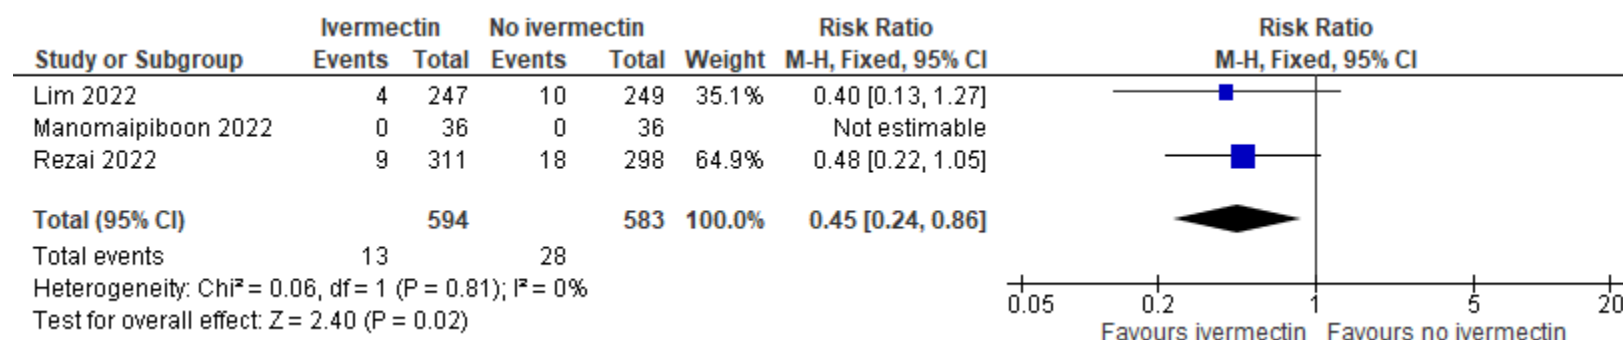 Ivermectin No ivermectin Risk Ratio Risk Ratio
Study or Subgroup Events Total Events Total Weight M-H, Fixed, 95% CI M-H, Fixed, 95% CI
Lim 2022 4 247 10 249 35.1% 0.40 [0.13, 1.27]
Manomaipiboon 2022 0 36 0 36 Not estimable
Rezai 2022 9 311 18 298 64.9% 0.48 [0.22, 1.05]
Total (95% CI) 594 583 100.0% 0.45 [0.24, 0.86]
Total events 13 28
Heterogeneity: Chi² = 0.06, df = 1 (P = 0.81); I² = 0%
Test for overall effect: Z = 2.40 (P = 0.02)
0.05 0.2 1 5 20
Favours ivermectin Favours no ivermectin